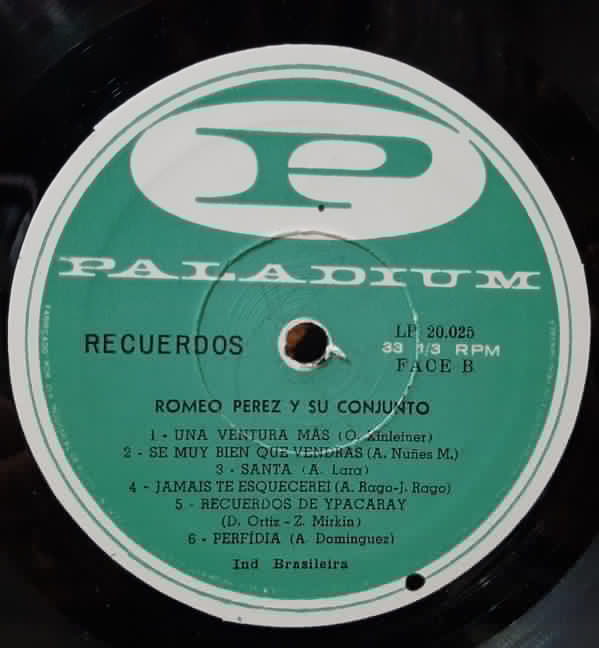 P
PALADIUM
RECUERDOS
LP 20.025
33 1/3 RPM
FACE B
ROMEO PEREZ Y SU CONJUNTO
1 - UNA VENTURA MÁS (O. Kinleiner)
2 - SE MUY BIEN QUE VENDRAS (A. Nuñes M.)
3 - SANTA (A. Lara)
4 - JAMAIS TE ESQUECEREI (A. Rago-J. Rago)
5 - RECUERDOS DE YPACARAY
(D. Ortiz - Z. Mirkin)
6 - PERFÍDIA (A. Dominguez)
Ind Brasileira